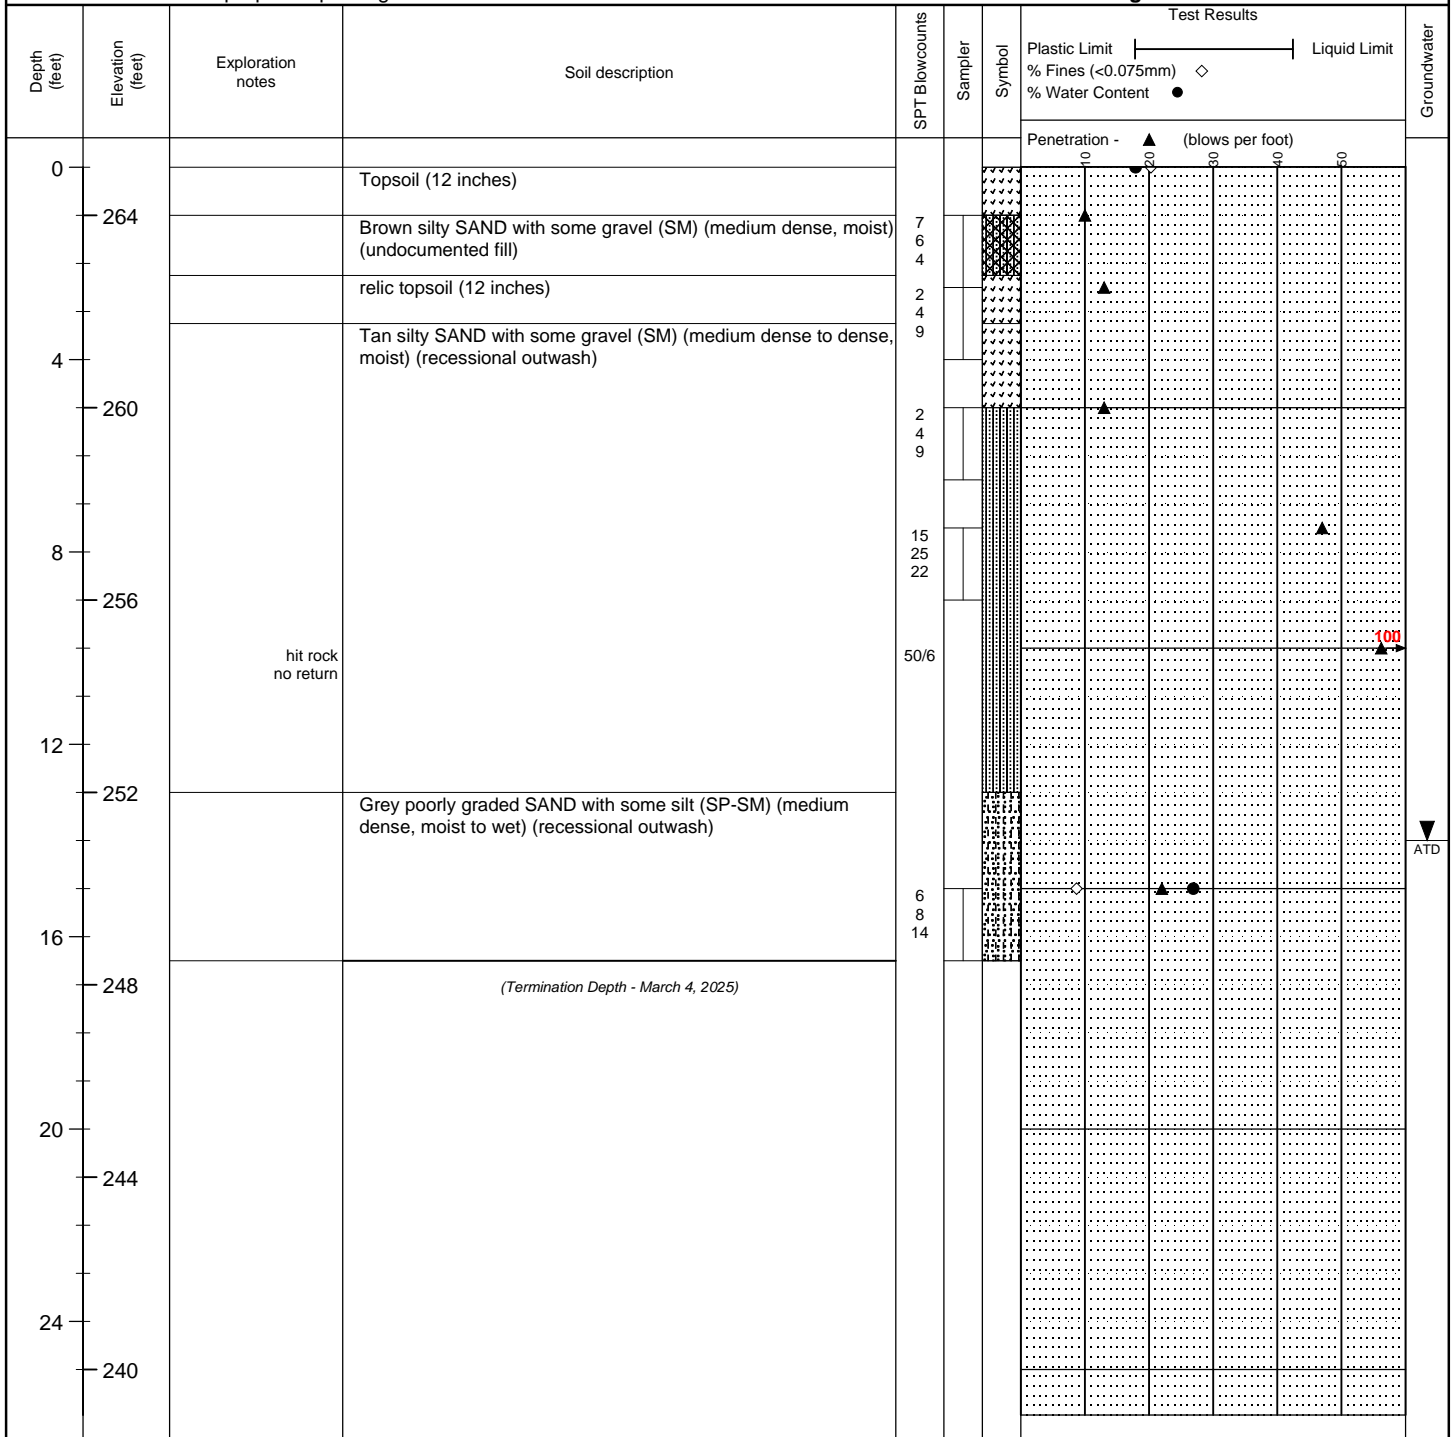 Test Results
Depth
(feet)
Elevation
(feet)
Exploration
notes
Soil description
SPT Blowcounts
Sampler
Symbol
Plastic Limit
Liquid Limit
% Fines (<0.075mm)
% Water Content
Groundwater
Penetration -
(blows per foot)
10
20
30
40
50
0
Topsoil (12 inches)
264
Brown silty SAND with some gravel (SM) (medium dense, moist)
(undocumented fill)
7
6
4
relic topsoil (12 inches)
2
4
9
Tan silty SAND with some gravel (SM) (medium dense to dense,
moist) (recessional outwash)
4
260
2
4
9
15
25
22
8
256
hit rock
no return
50/6
100
12
252
Grey poorly graded SAND with some silt (SP-SM) (medium
dense, moist to wet) (recessional outwash)
ATD
6
8
14
16
248
(Termination Depth - March 4, 2025)
20
244
24
240